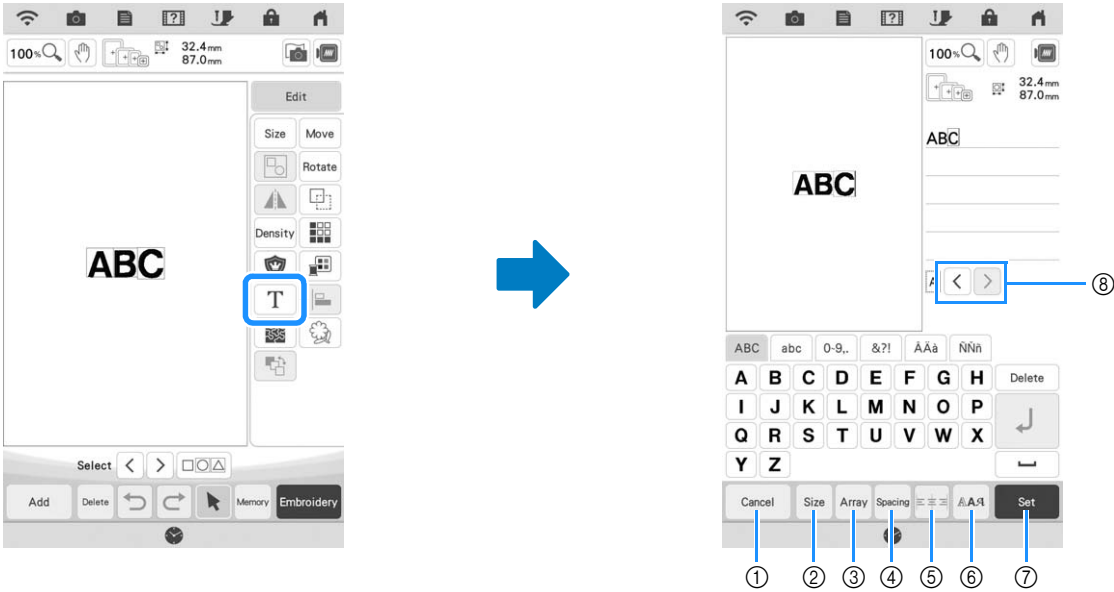 100% 32.4mm
87.0mm
Edit
Size Move
Rotate
ABC
Density
T
Select
Add Delete Memory Embroidery
100% 
32.4mm
87.0mm
ABC
ABC
A < >
⑧
ABC abc 0-9,. &?! ÂÄà ÑÑñ
A B C D E F G H Delete
I J K L M N O P
Q R S T U V W X
Y Z
Cancel Size Array Spacing AAA Set
① ② ③ ④ ⑤ ⑥ ⑦